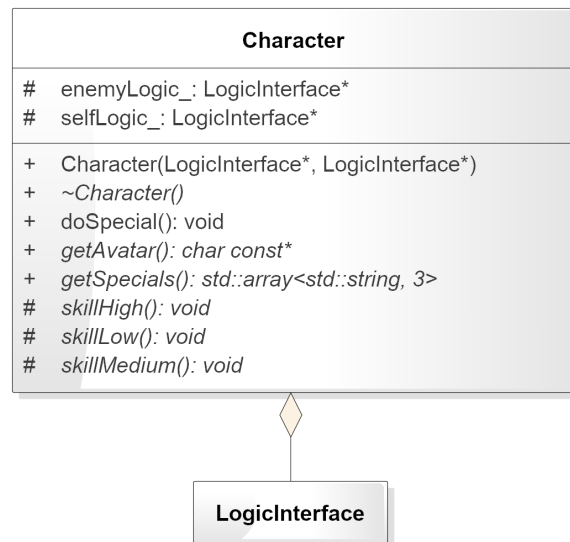 Character
# enemyLogic_: LogicInterface*
# selfLogic_: LogicInterface*
+ Character(LogicInterface*, LogicInterface*)
+ ~Character()
+ doSpecial(): void
+ getAvatar(): char const*
+ getSpecials(): std::array<std::string, 3>
# skillHigh(): void
# skillLow(): void
# skillMedium(): void
LogicInterface